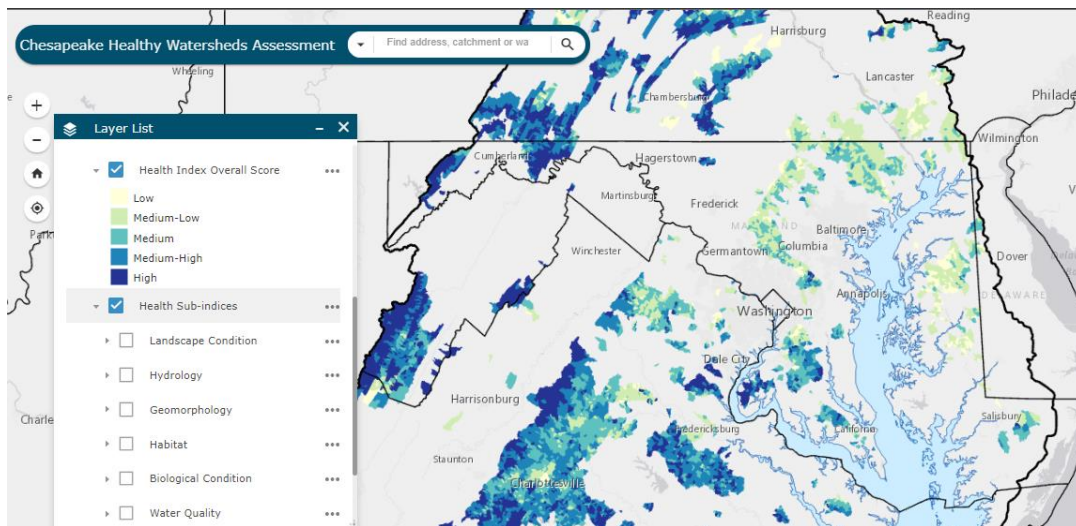 Chesapeake Healthy Watersheds Assessment
Find address, catchment or wa
Layer List
Health Index Overall Score
Low
Medium-Low
Medium
Medium-High
High
Health Sub-indices
Landscape Condition
Hydrology
Geomorphology
Habitat
Biological Condition
Water Quality
Reading
Harrisburg
Wheeling
Lancaster
Chambersburg
Philade
Wilmington
Cumberland
Hagerstown
Martinsburg
Frederick
MARYLAND
Baltimore
Winchester
Germantown
Columbia
Dover
Park
Annapolis
DELAWARE
Washington
Dale City
Charle
Harrisonburg
Salisbury
Fredericksburg
California
Staunton
Charlottesville